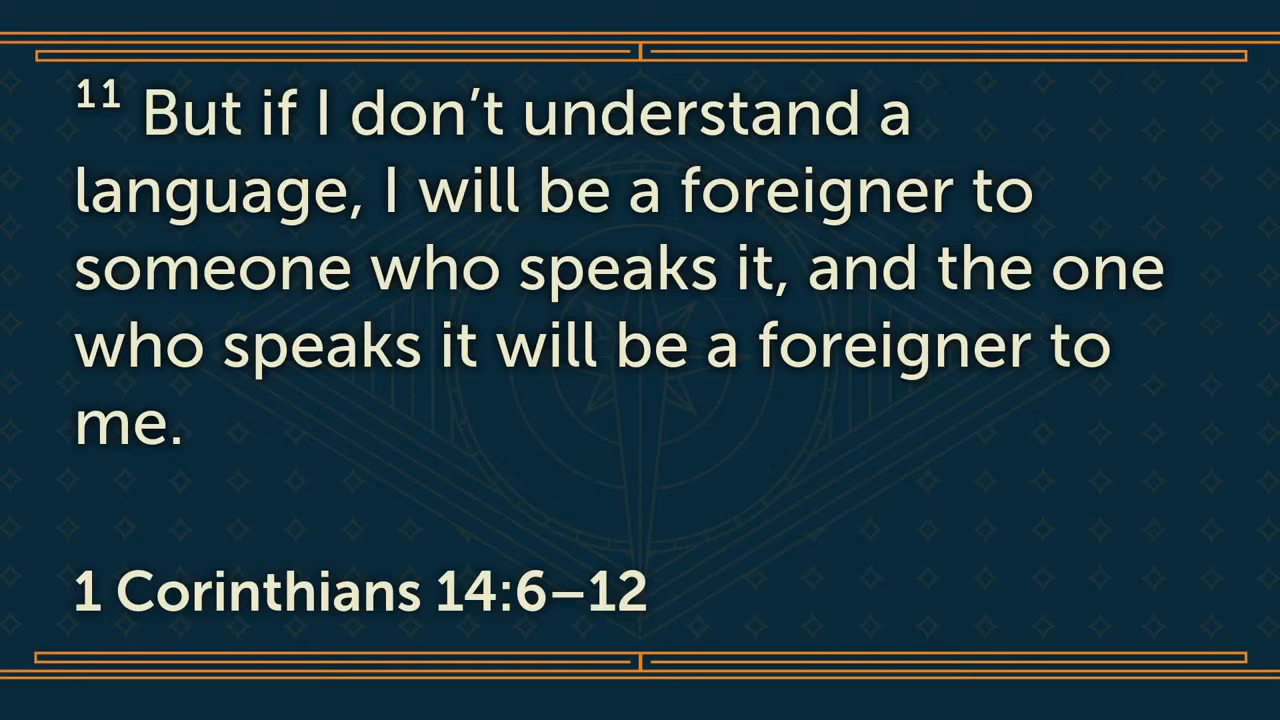 11 But if I don’t understand a
language, I will be a foreigner to
someone who speaks it, and the one
who speaks it will be a foreigner to
me.
1 Corinthians 14:6–12